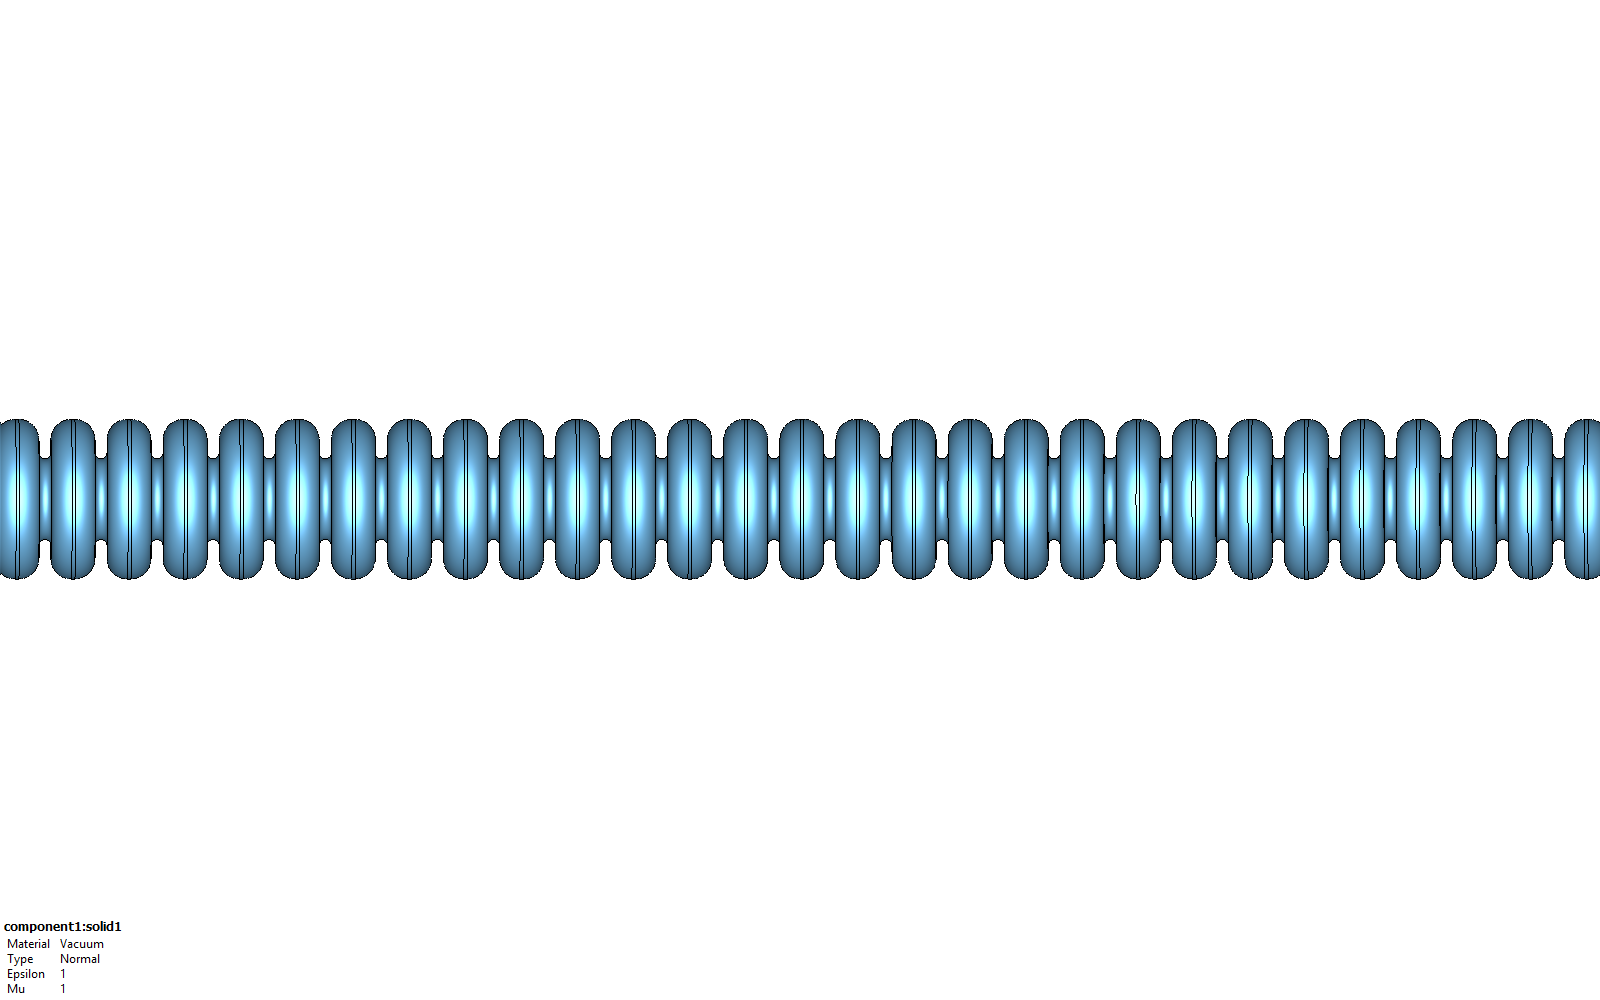 component1:solid1
Material Vacuum
Type Normal
Epsilon 1
Mu 1